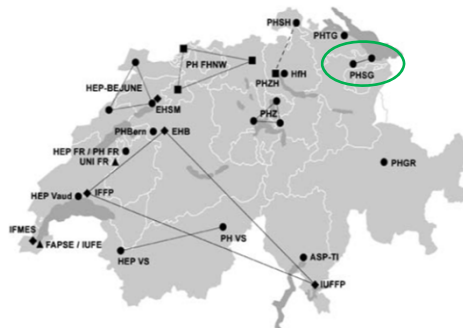 PHSH
PHTG
PH FHNW
PHSG
PHZH
HfH
HEP-BEJUNE
EHSM
PHZ
PHBern
EHB
HEP FR / PH FR
UNI FR
PHGR
HEP Vaud
IFFP
IFMES
PH VS
FAPSE / IUFE
HEP VS
ASP-TI
IUFFP